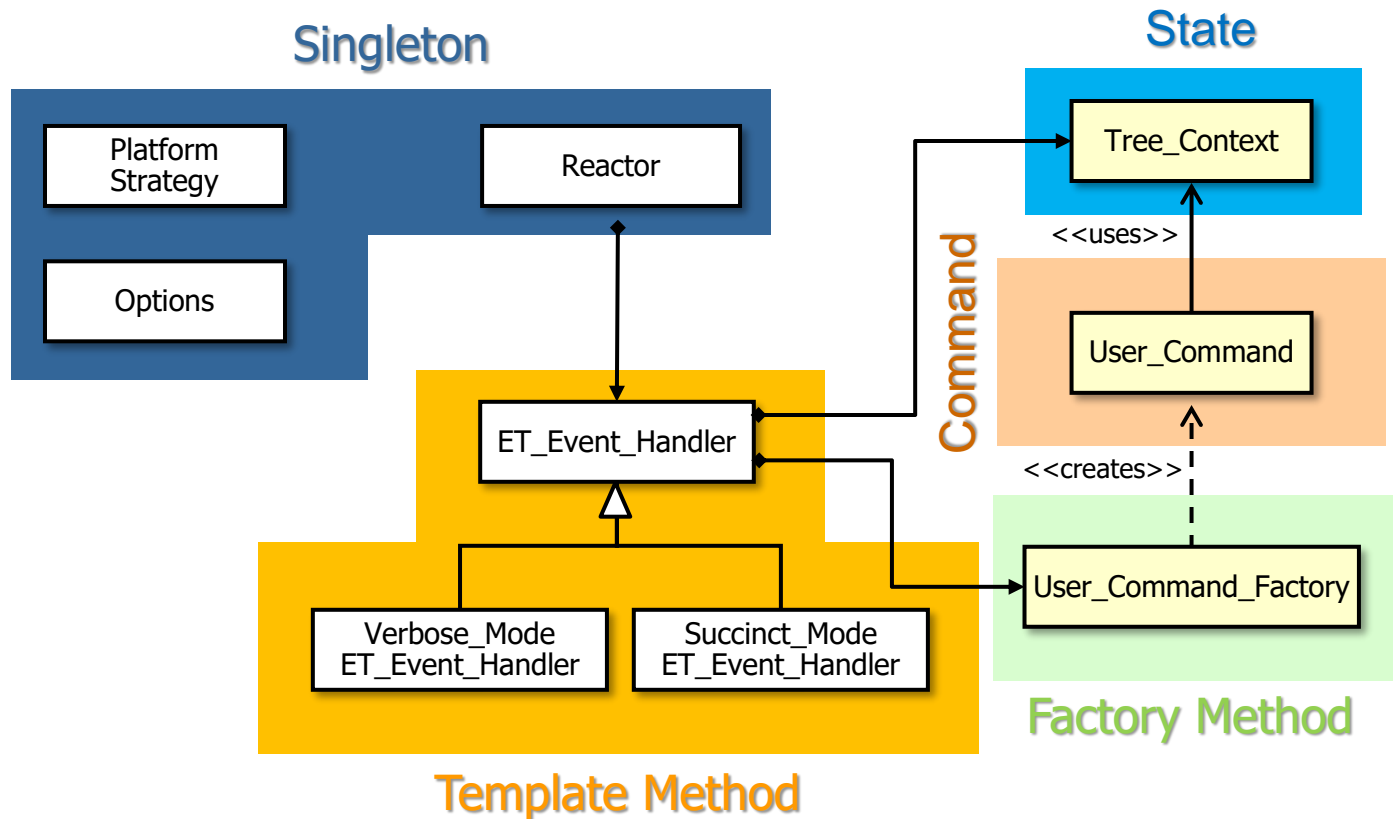 Singleton
State
Platform
Strategy
Reactor
Tree_Context
<<uses>>
Options
Command
User_Command
ET_Event_Handler
<<creates>>
User_Command_Factory
Verbose_Mode
ET_Event_Handler
Succinct_Mode
ET_Event_Handler
Factory Method
Template Method